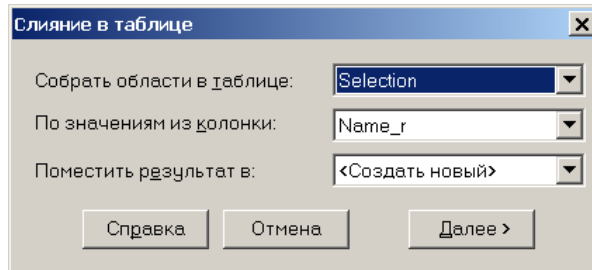 Слияние в таблице
Собрать области в таблице: Selection
По значениям из колонки: Name_r
Поместить результат в: <Создать новый>
Справка Отмена Далее >